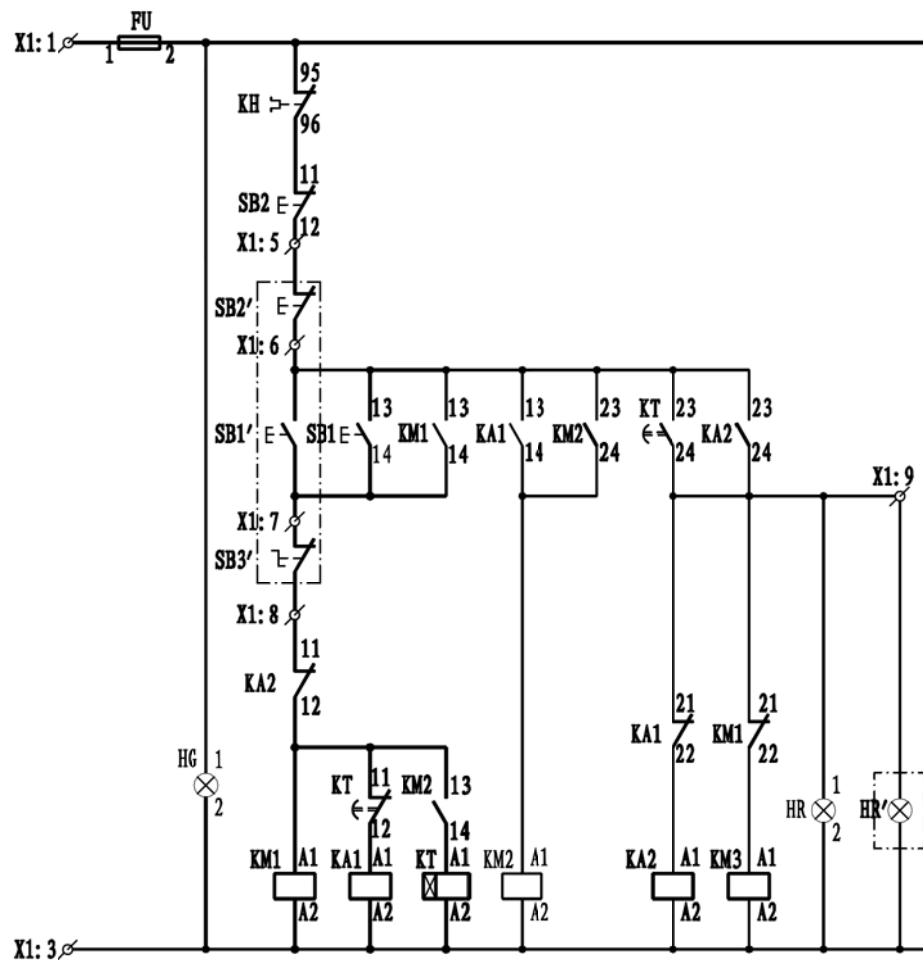 FU
X1: 1
1 2
95
KH
96
11
SB2
12
X1: 5
SB2′
X1: 6
13 13 13 23 KT 23 23
SB1′ SB1 KM1 KA1 KM2 KA2
14 14 14 24 24 24
X1: 9
X1: 7
SB3′
X1: 8
11
KA2
12
21 21
KA1 KM1
22 22
HG 1
2
KT 11 KM2 13
12 14
HR 1
2
HR′
KM1 A1 KA1 A1 KT A1 KM2 A1 KA2 A1 KM3 A1
A2 A2 A2 A2 A2 A2
X1: 3